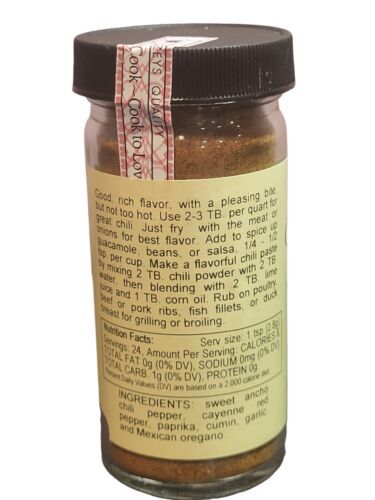 KEYS QUALITY
Cook ~ Cook to Lov
Good, rich flavor, with a pleasing bite,
but not too hot. Use 2-3 TB. per quart for
great chili. Just fry with the meat or
onions for best flavor. Add to spice up
guacamole, beans, or salsa, 1/4 - 1/2
tsp per cup. Make a flavorful chili paste
by mixing 2 TB. chili powder with 2 TB.
water, then blending with 2 TB. lime
juice and 1 TB. corn oil. Rub on poultry,
beef or pork ribs, fish fillets, or duck
breast for grilling or broiling.
Nutrition Facts: Serv size: 1 tsp (2.8g)
Servings: 24, Amount Per Serving: CALORIES
TOTAL FAT 0g (0% DV), SODIUM 0mg (0% DV),
TOTAL CARB. 1g (0% DV), PROTEIN 0g
Percent Daily Values (DV) are based on a 2,000 calorie diet.
INGREDIENTS: sweet ancho
chili pepper, cayenne red
pepper, paprika, cumin, garlic
and Mexican oregano.